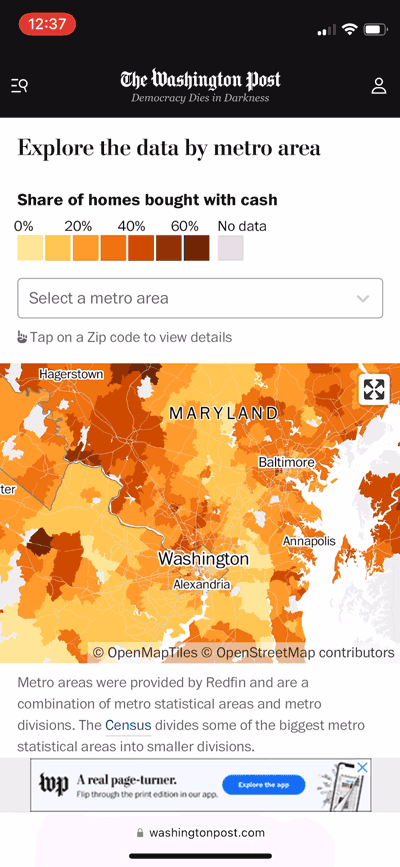 12:37
The Washington Post
Democracy Dies in Darkness
Explore the data by metro area
Share of homes bought with cash
0% 20% 40% 60% No data
Select a metro area
Tap on a Zip code to view details
Hagerstown
MARYLAND
Baltimore
ter
Annapolis
Washington
Alexandria
© OpenMapTiles © OpenStreetMap contributors
Metro areas were provided by Redfin and are a
combination of metro statistical areas and metro
divisions. The Census divides some of the biggest metro
statistical areas into smaller divisions.
wp
A real page-turner.
Flip through the print edition in our app.
Explore the app
washingtonpost.com